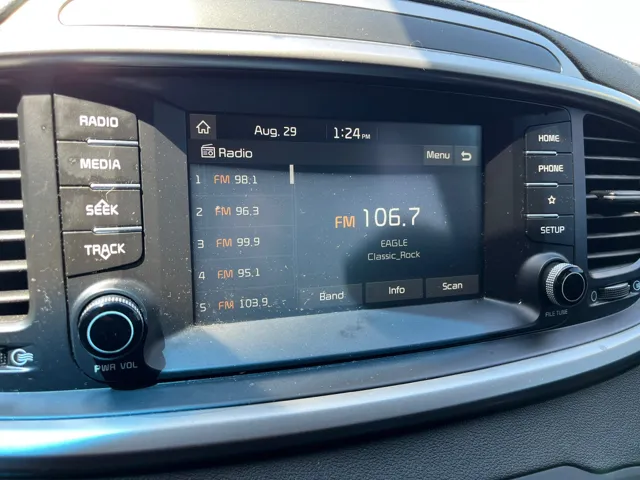 RADIO
MEDIA
SEEK
TRACK
PWR VOL
Aug. 29 1:24 PM
Radio Menu
1 FM 98.1
2 FM 96.3
3 FM 99.9
4 FM 95.1
5 FM 103.9
FM 106.7
EAGLE
Classic_Rock
Band Info Scan
HOME
PHONE
SETUP
FILE TUNE